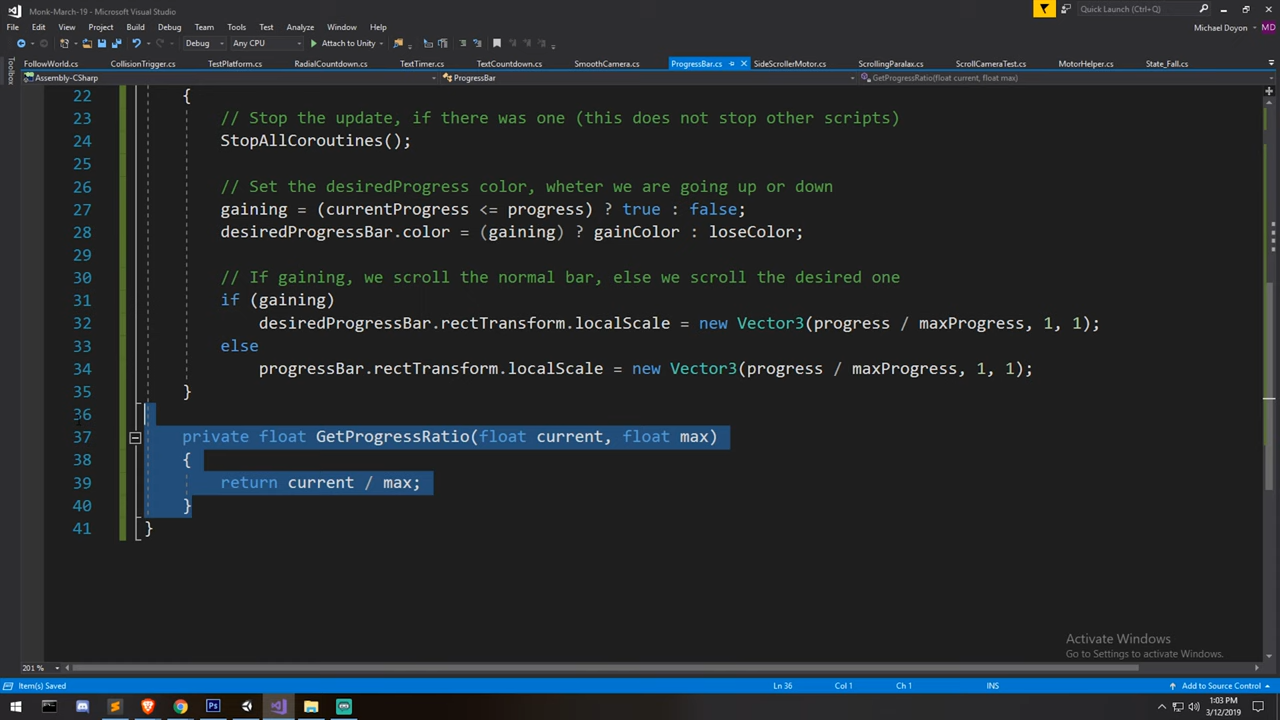 Monk-March-19 - Microsoft Visual Studio
Quick Launch (Ctrl+Q)
File Edit View Project Build Debug Team Tools Test Analyze Window Help
Michael Doyon MD
Debug Any CPU Attach to Unity
Toolbox
FollowWorld.cs CollisionTrigger.cs TestPlatform.cs RadialCountdown.cs TextTimer.cs TextCountdown.cs SmoothCamera.cs ProgressBar.cs SideScrollerMotor.cs ScrollingParalax.cs ScrollCameraTest.cs MotorHelper.cs State_Fall.cs
Assembly-CSharp ProgressBar GetProgressRatio(float current, float max)
22 {
23 // Stop the update, if there was one (this does not stop other scripts)
24 StopAllCoroutines();
25
26 // Set the desiredProgress color, wheter we are going up or down
27 gaining = (currentProgress <= progress) ? true : false;
28 desiredProgressBar.color = (gaining) ? gainColor : loseColor;
29
30 // If gaining, we scroll the normal bar, else we scroll the desired one
31 if (gaining)
32 desiredProgressBar.rectTransform.localScale = new Vector3(progress / maxProgress, 1, 1);
33 else
34 progressBar.rectTransform.localScale = new Vector3(progress / maxProgress, 1, 1);
35 }
36
37 private float GetProgressRatio(float current, float max)
38 {
39 return current / max;
40 }
41 }
Activate Windows
Go to Settings to activate Windows.
201 %
Item(s) Saved Ln 36 Col 1 Ch 1 INS Add to Source Control
1:03 PM
3/12/2019